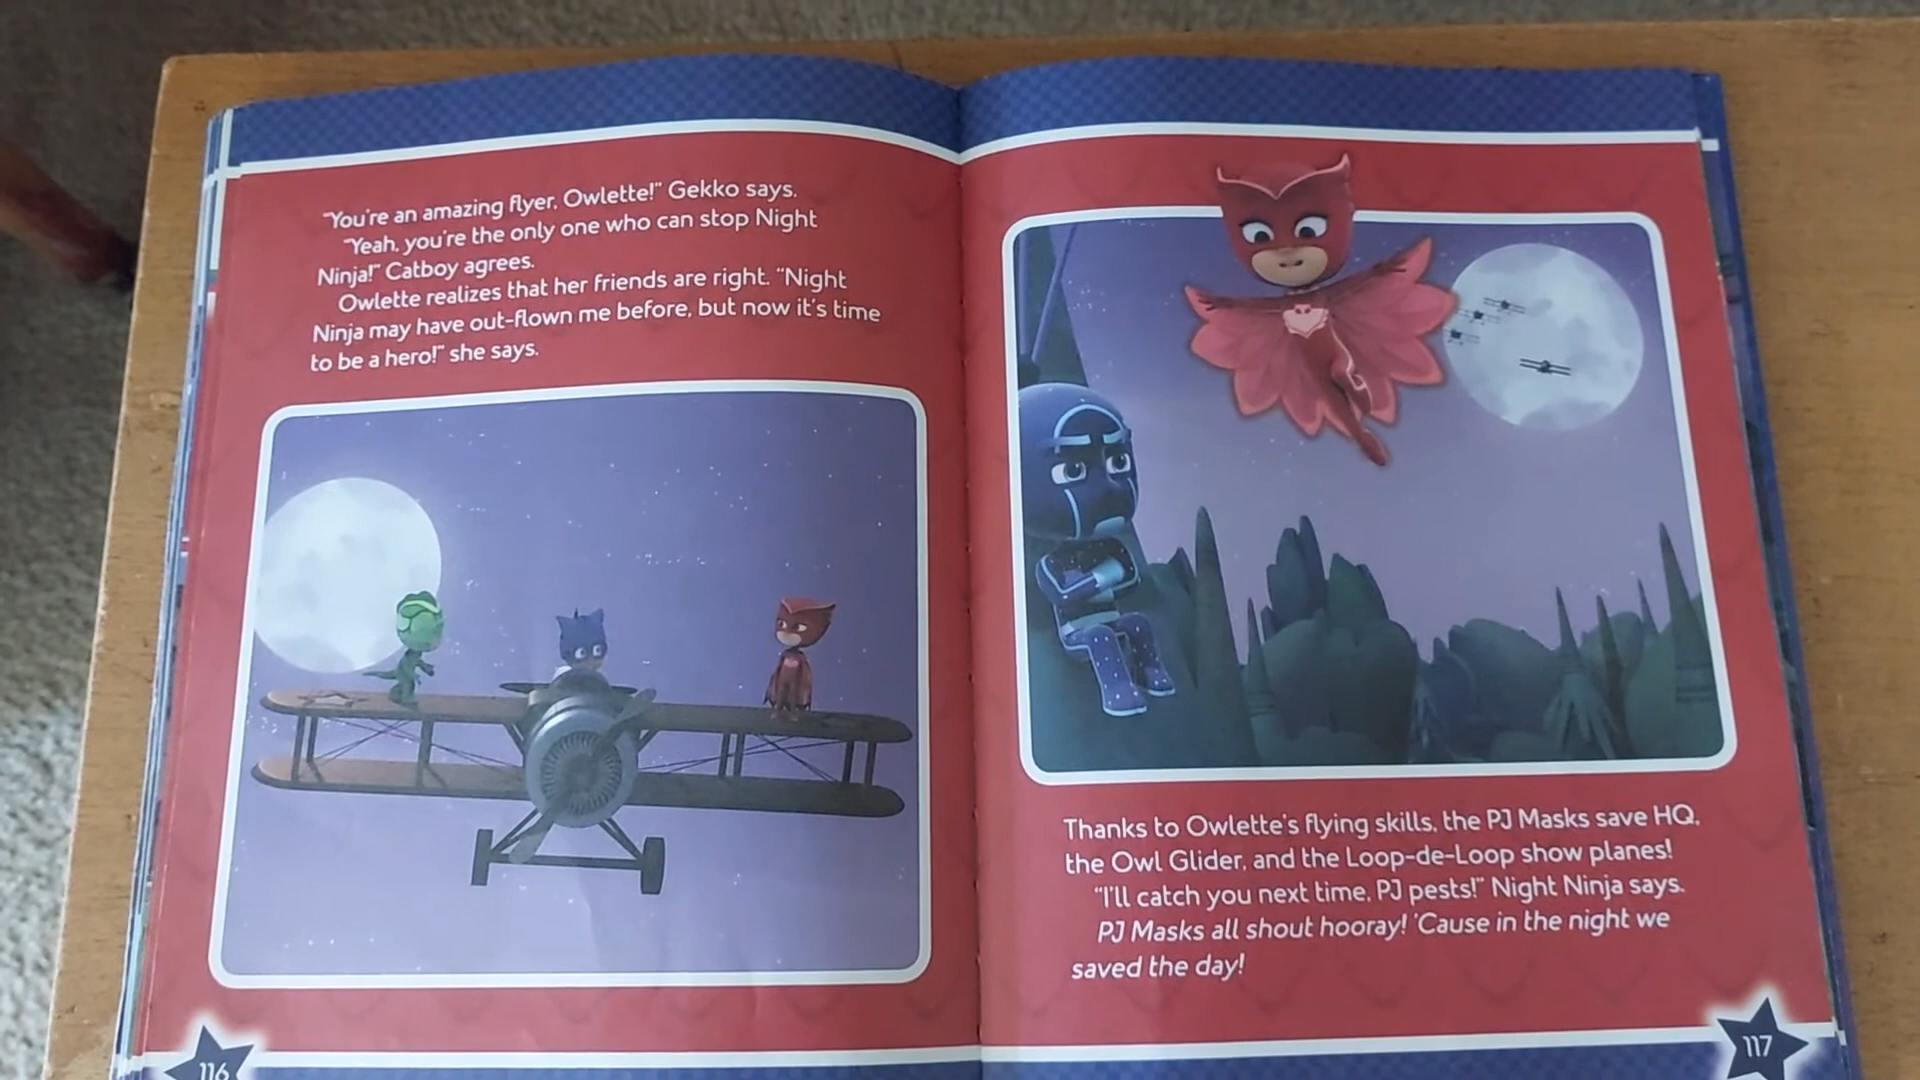 "You're an amazing flyer, Owlette!" Gekko says.
"Yeah, you're the only one who can stop Night
Ninja!" Catboy agrees.
Owlette realizes that her friends are right. "Night
Ninja may have out-flown me before, but now it's time
to be a hero!" she says.
116
Thanks to Owlette's flying skills, the PJ Masks save HQ,
the Owl Glider, and the Loop-de-Loop show planes!
"I'll catch you next time, PJ pests!" Night Ninja says.
PJ Masks all shout hooray! 'Cause in the night we
saved the day!
117